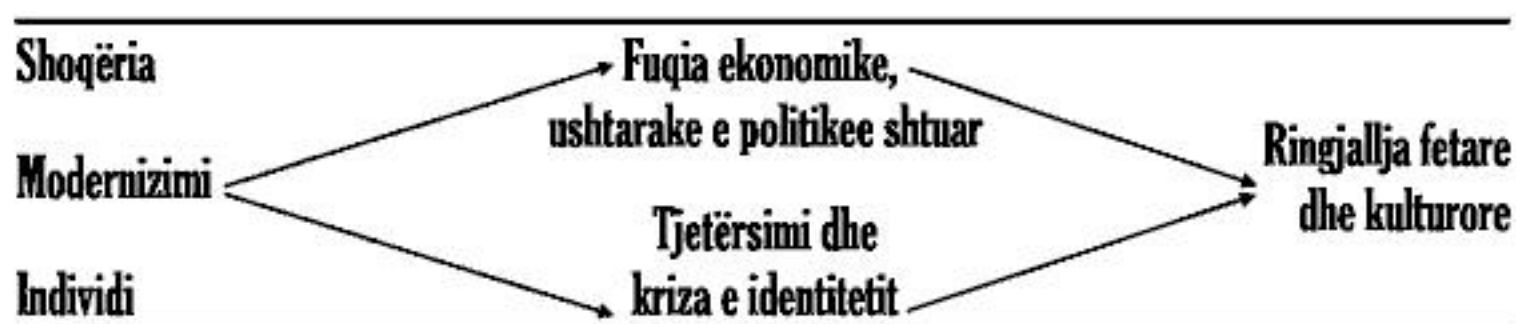 Shoqëria
Fuqia ekonomike,
ushtarake e politikee shtuar
Modernizimi
Ringjallja fetare
dhe kulturore
Tjetërsimi dhe
kriza e identitetit
Individi